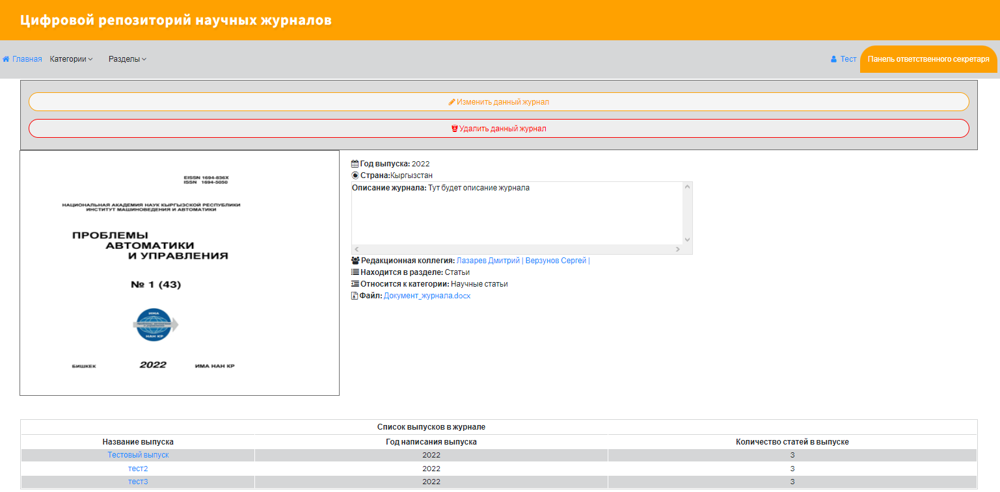 Цифровой репозиторий научных журналов
Главная Категории Разделы Тест Панель ответственного секретаря
Изменить данный журнал
Удалить данный журнал
EISSN 1694-836X
ISSN 1694-5050
НАЦИОНАЛЬНАЯ АКАДЕМИЯ НАУК КЫРГЫЗСКОЙ РЕСПУБЛИКИ
ИНСТИТУТ МАШИНОВЕДЕНИЯ И АВТОМАТИКИ
ПРОБЛЕМЫ
АВТОМАТИКИ
И УПРАВЛЕНИЯ
№ 1 (43)
ИМА
НАН КР
БИШКЕК 2022 ИМА НАН КР
Год выпуска: 2022
Страна:Кыргызстан
Описание журнала: Тут будет описание журнала
Редакционная коллегия: Лазарев Дмитрий | Верзунов Сергей |
Находится в разделе: Статьи
Относится к категории: Научные статьи
Файл: Документ_журнала.docx
Список выпусков в журнале
Название выпуска Год написания выпуска Количество статей в выпуске
Тестовый выпуск 2022 3
тест2 2022 3
тест3 2022 3